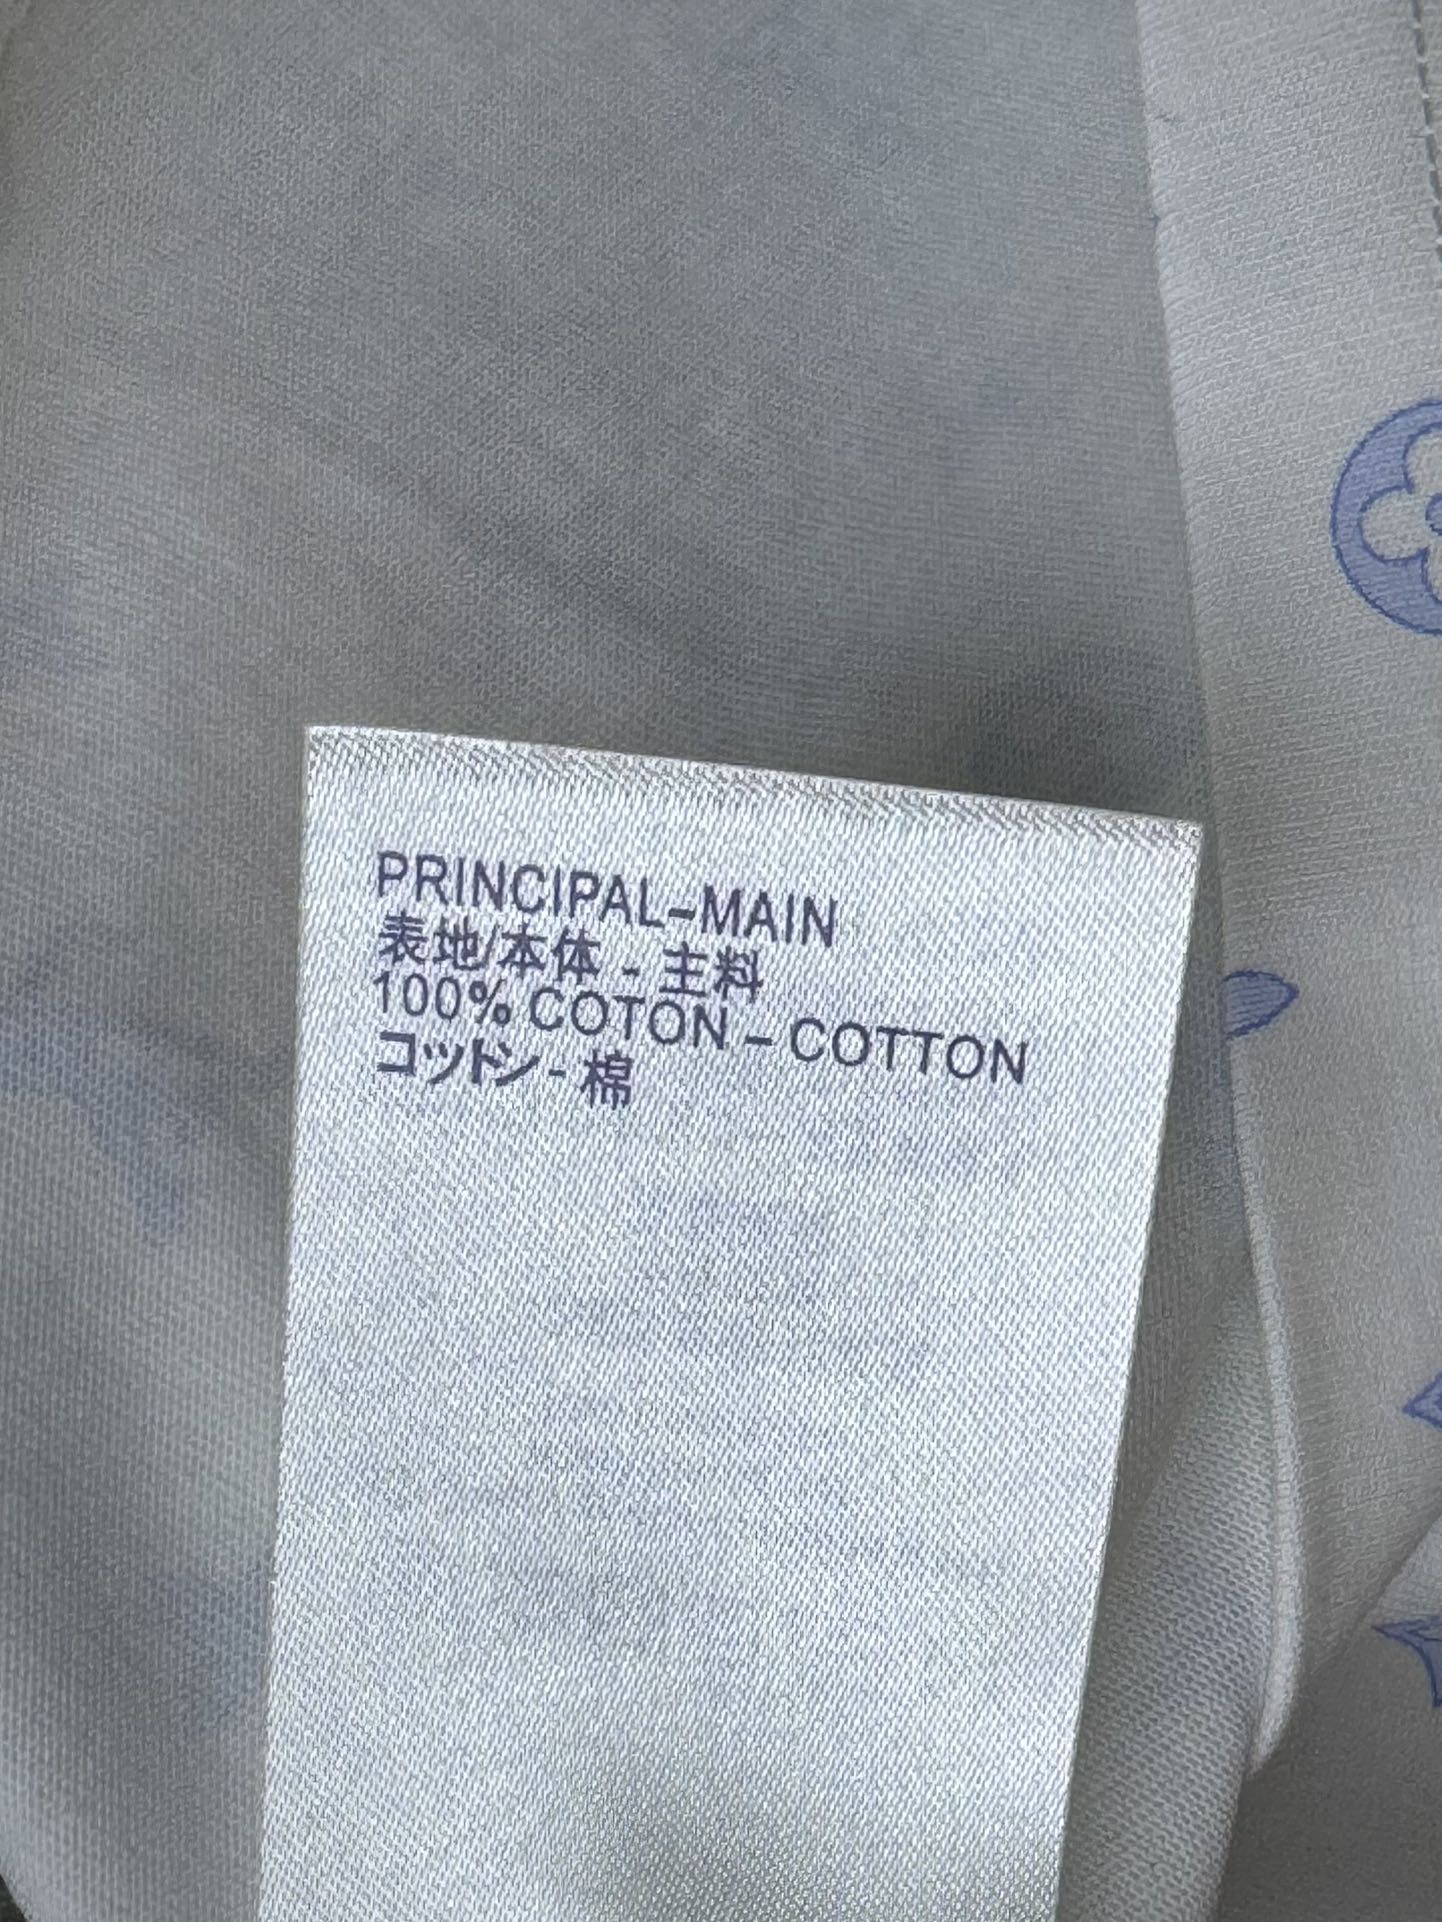 PRINCIPAL-MAIN
表地/本体 - 主料
100% COTON - COTTON
コットン - 棉